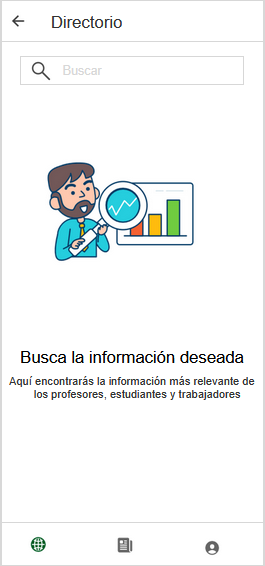 Directorio
Buscar
Busca la información deseada
Aquí encontrarás la información más relevante de
los profesores, estudiantes y trabajadores